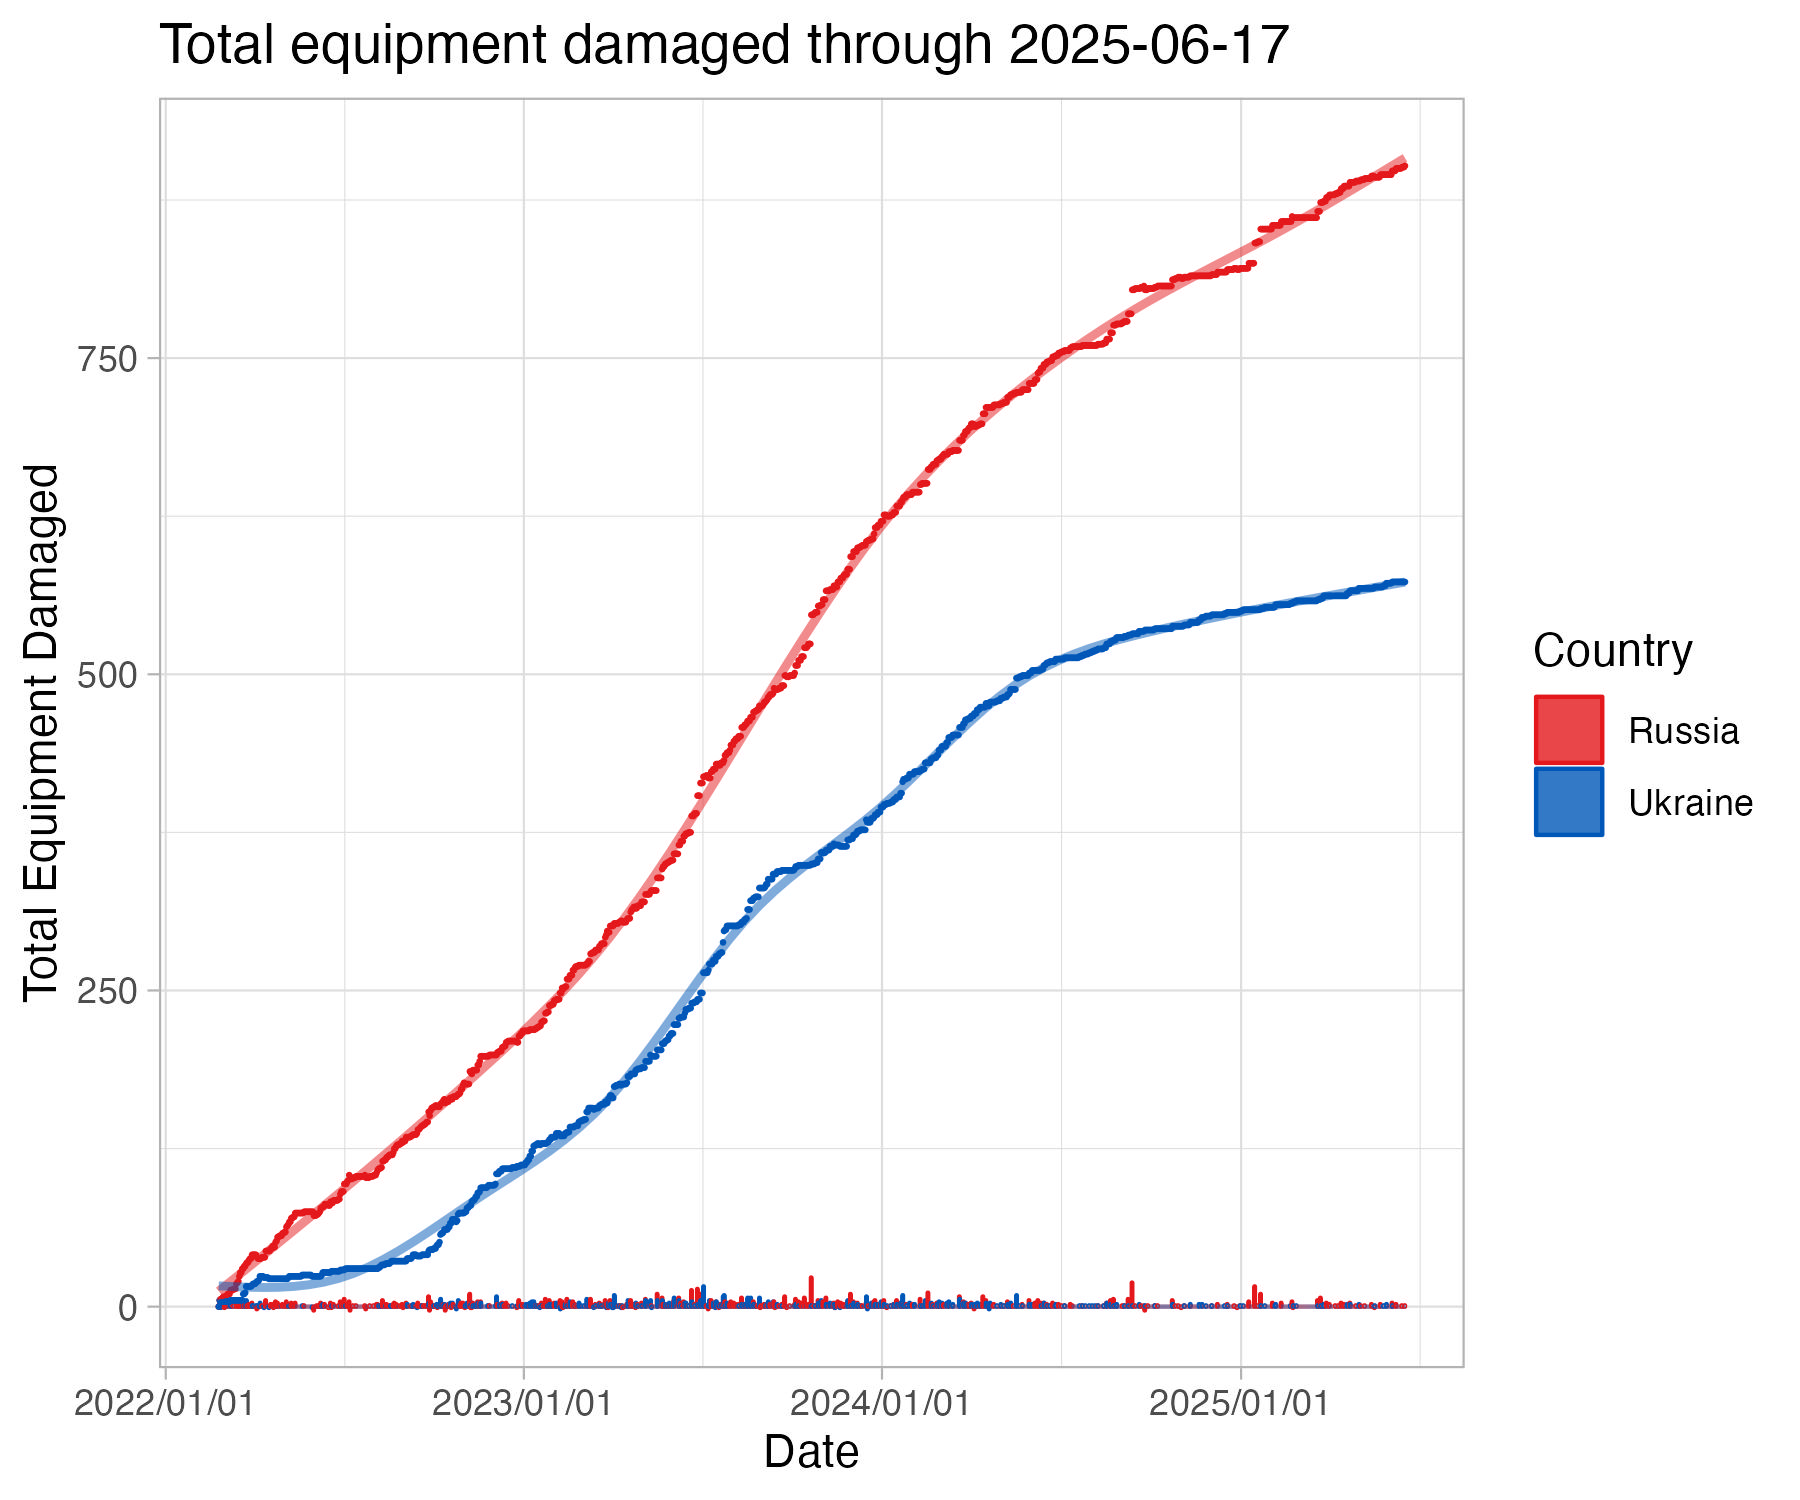 Total equipment damaged through 2025-06-17
Total Equipment Damaged
750
500
250
0
2022/01/01
2023/01/01
2024/01/01
2025/01/01
Date
Country
Russia
Ukraine